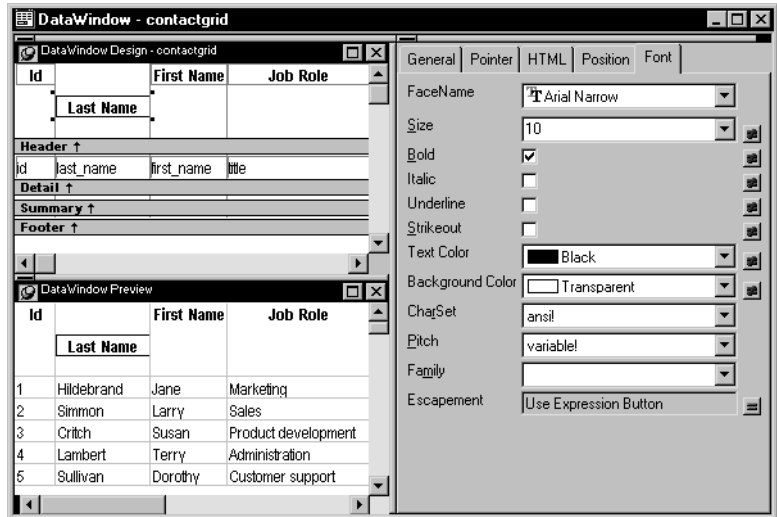 DataWindow - contactgrid
DataWindow Design - contactgrid
Id First Name Job Role
Last Name
Header ↑
id last_name first_name title
Detail ↑
Summary ↑
Footer ↑
DataWindow Preview
Id First Name Job Role
Last Name
1 Hildebrand Jane Marketing
2 Simmon Larry Sales
3 Critch Susan Product development
4 Lambert Terry Administration
5 Sullivan Dorothy Customer support
General Pointer HTML Position Font
FaceName Arial Narrow
Size 10
Bold
Italic
Underline
Strikeout
Text Color Black
Background Color Transparent
CharSet ansi!
Pitch variable!
Family
Escapement Use Expression Button